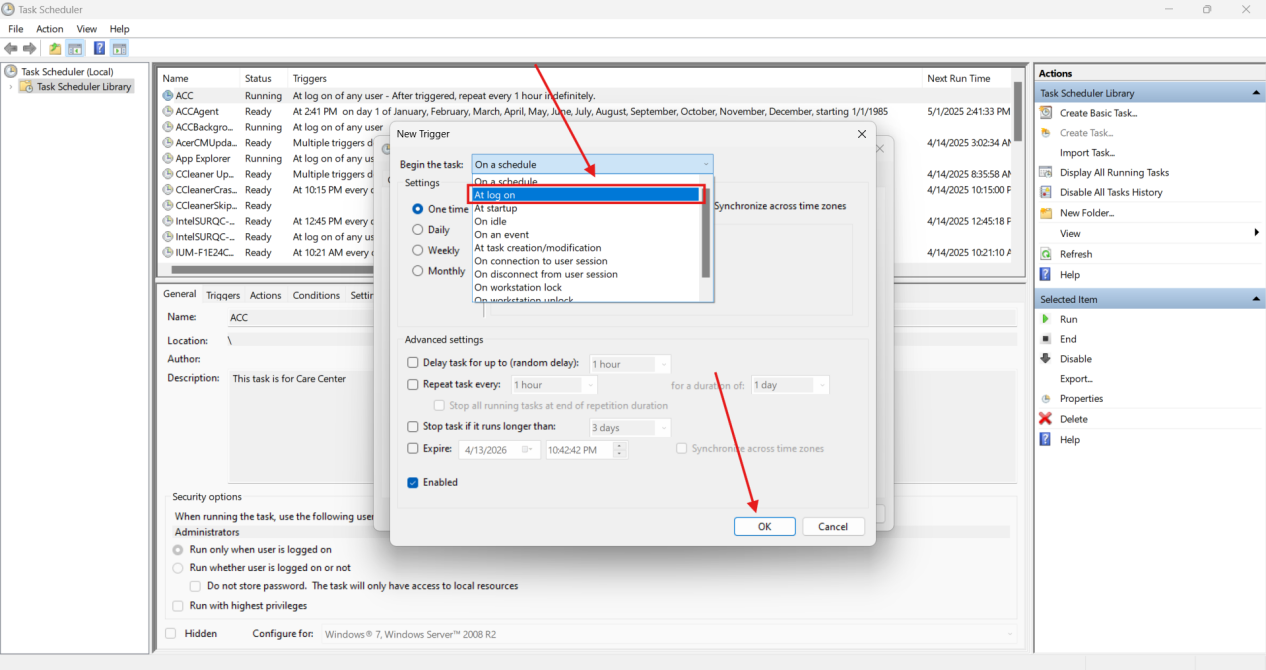 Task Scheduler
File Action View Help
Task Scheduler (Local)
Task Scheduler Library
Name Status Triggers Next Run Time
ACC Running At log on of any user - After triggered, repeat every 1 hour indefinitely.
ACCAgent Ready At 2:41 PM on day 1 of January, February, March, April, May, June, July, August, September, October, November, December, starting 1/1/1985 5/1/2025 2:41:33 PM
ACCBackgro... Running At log on of any user
AcerCMUpda... Ready Multiple triggers d 4/14/2025 3:02:34 AM
App Explorer Running At log on of any us
CCleaner Up... Ready Multiple triggers d 4/14/2025 8:35:58 AM
CCleanerCras... Ready At 10:15 PM every 4/14/2025 10:15:00 P
CCleanerSkip... Ready
IntelSURQC-... Ready At 12:45 PM every 4/14/2025 12:45:18 P
IntelSURQC-... Ready At log on of any us
IUM-F1E24C... Ready At 10:21 AM every 4/14/2025 10:21:10 A
General Triggers Actions Conditions Settin
Name: ACC
Location: \
Author:
Description: This task is for Care Center
Security options
When running the task, use the following user
Administrators
Run only when user is logged on
Run whether user is logged on or not
Do not store password. The task will only have access to local resources
Run with highest privileges
Hidden Configure for: Windows® 7, Windows Server™ 2008 R2
New Trigger
Begin the task: On a schedule
On a schedule
At log on
At startup
On idle
On an event
At task creation/modification
On connection to user session
On disconnect from user session
On workstation lock
On workstation unlock
Settings
One time
Daily
Weekly
Monthly
Synchronize across time zones
Advanced settings
Delay task for up to (random delay): 1 hour
Repeat task every: 1 hour for a duration of: 1 day
Stop all running tasks at end of repetition duration
Stop task if it runs longer than: 3 days
Expire: 4/13/2026 10:42:42 PM Synchronize across time zones
Enabled
OK Cancel
Actions
Task Scheduler Library
Create Basic Task...
Create Task...
Import Task...
Display All Running Tasks
Disable All Tasks History
New Folder...
View
Refresh
Help
Selected Item
Run
End
Disable
Export...
Properties
Delete
Help